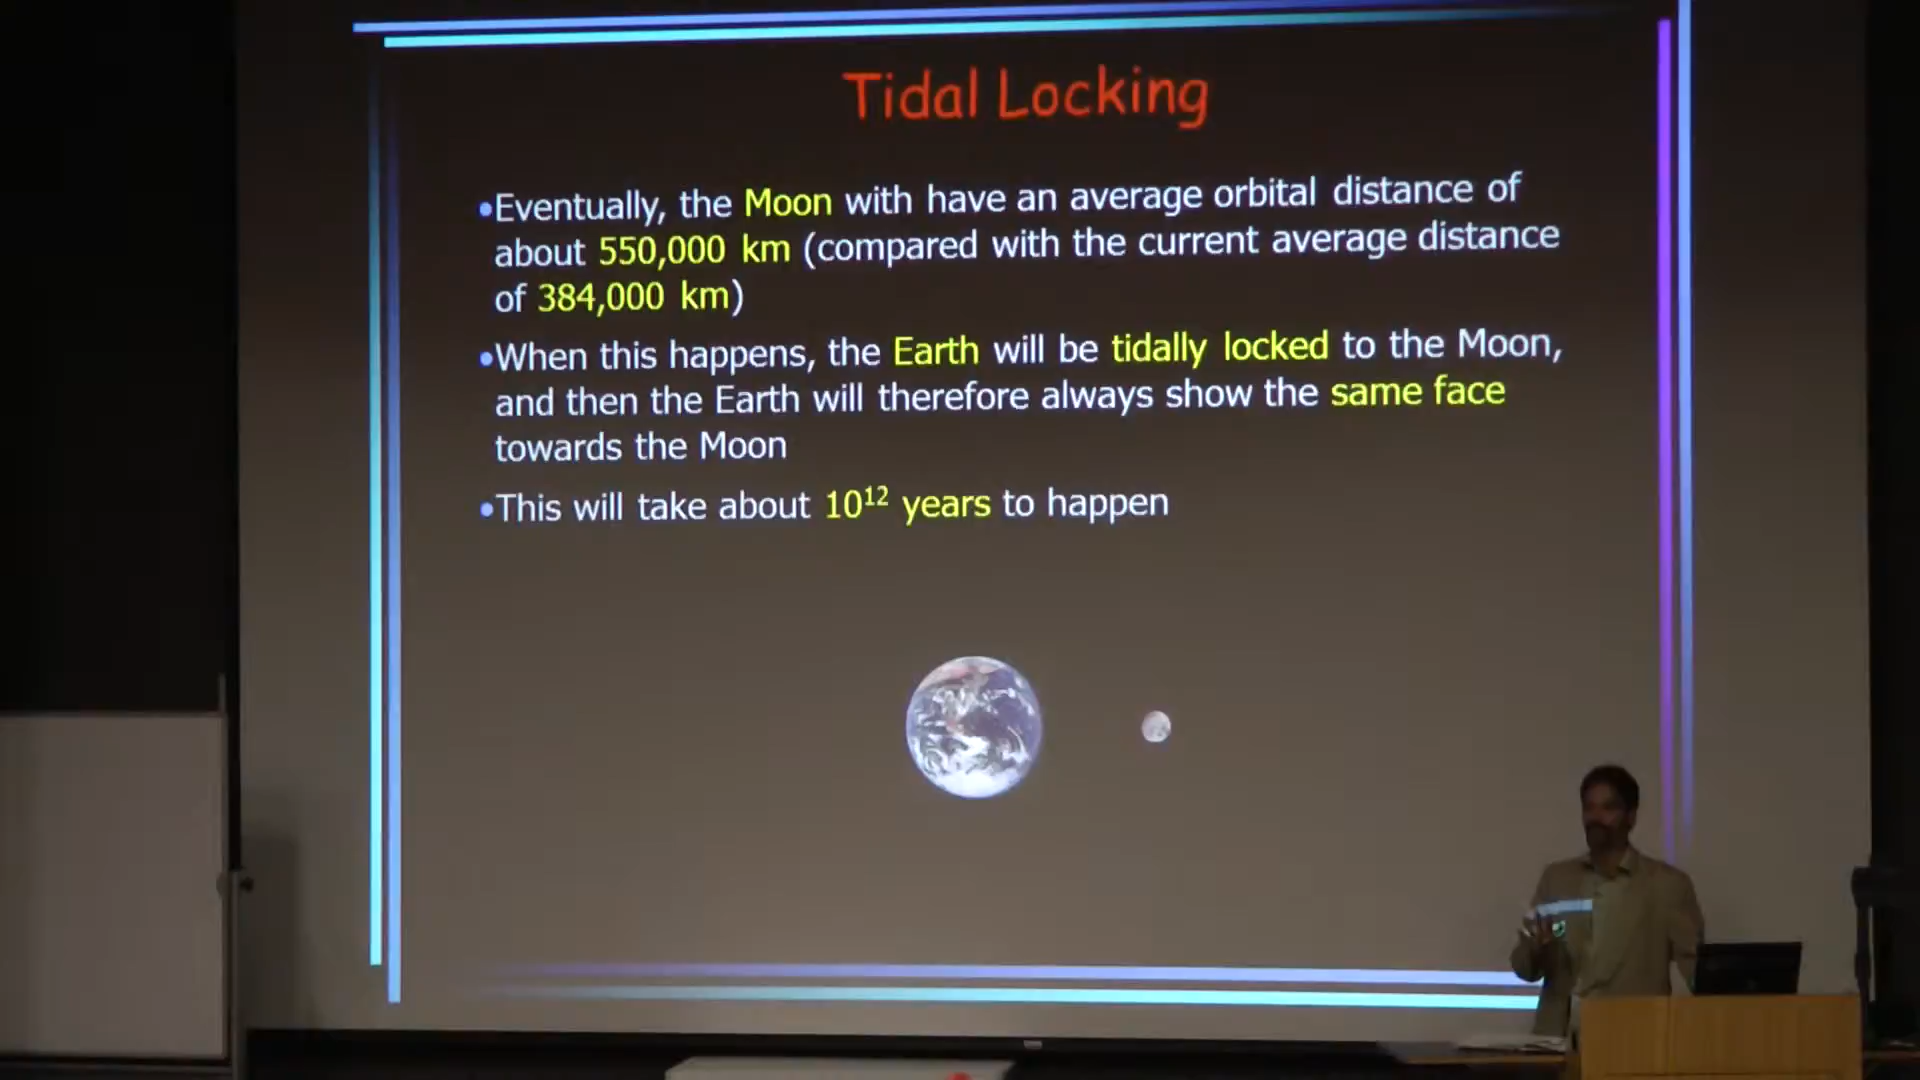 Tidal Locking
•Eventually, the Moon with have an average orbital distance of
about 550,000 km (compared with the current average distance
of 384,000 km)
•When this happens, the Earth will be tidally locked to the Moon,
and then the Earth will therefore always show the same face
towards the Moon
•This will take about 10¹² years to happen